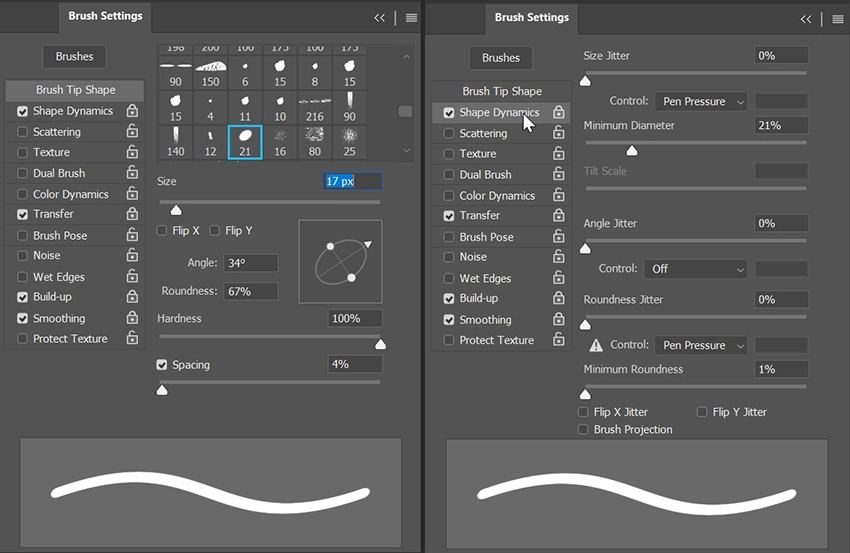 Brush Settings
Brushes
Brush Tip Shape
Shape Dynamics
Scattering
Texture
Dual Brush
Color Dynamics
Transfer
Brush Pose
Noise
Wet Edges
Build-up
Smoothing
Protect Texture
198 200 100 175 100 175
90 150 6 15 8 15
15 4 11 10 216 90
140 12 21 16 80 25
Size 17 px
Flip X Flip Y
Angle: 34º
Roundness: 67%
Hardness 100%
Spacing 4%
Brush Settings
Brushes
Brush Tip Shape
Shape Dynamics
Scattering
Texture
Dual Brush
Color Dynamics
Transfer
Brush Pose
Noise
Wet Edges
Build-up
Smoothing
Protect Texture
Size Jitter 0%
Control: Pen Pressure
Minimum Diameter 21%
Tilt Scale
Angle Jitter 0%
Control: Off
Roundness Jitter 0%
Control: Pen Pressure
Minimum Roundness 1%
Flip X Jitter Flip Y Jitter
Brush Projection